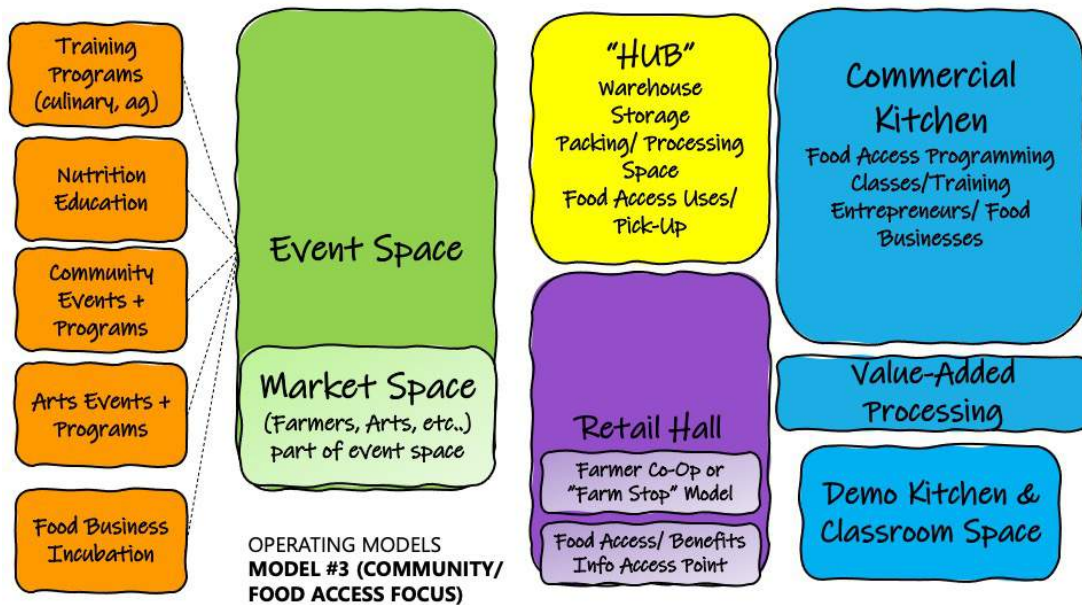 Training
Programs
(culinary, ag)
Nutrition
Education
Community
Events +
Programs
Arts Events +
Programs
Food Business
Incubation
Event Space
Market Space
(Farmers, Arts, etc..)
part of event space
OPERATING MODELS
MODEL #3 (COMMUNITY/
FOOD ACCESS FOCUS)
"HUB"
Warehouse
Storage
Packing/ Processing
Space
Food Access Uses/
Pick-Up
Retail Hall
Farmer Co-Op or
"Farm Stop" Model
Food Access/ Benefits
Info Access Point
Commercial
Kitchen
Food Access Programming
Classes/Training
Entrepreneurs/ Food
Businesses
Value-Added
Processing
Demo Kitchen &
Classroom Space